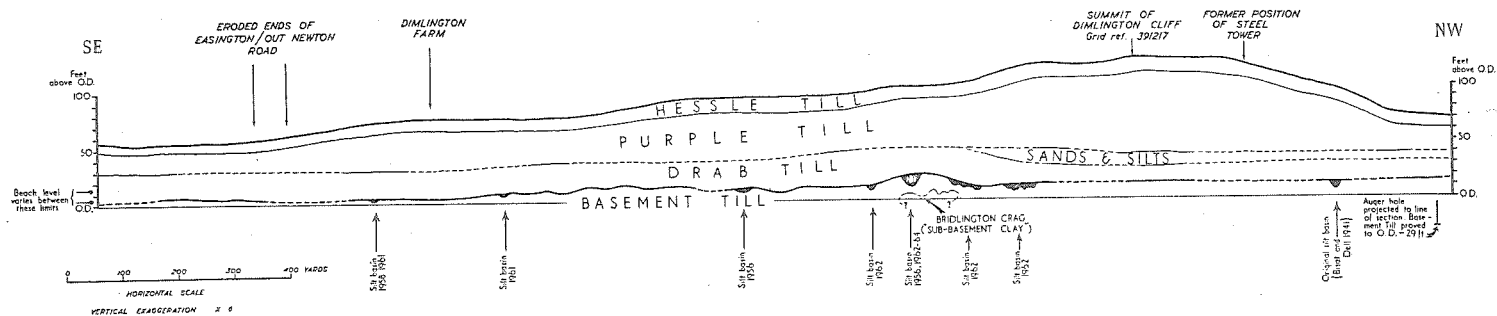 SE
ERODED ENDS OF
EASINGTON/OUT NEWTON
ROAD
DIMLINGTON
FARM
SUMMIT OF
DIMLINGTON CLIFF
Grid ref. 391217
FORMER POSITION
OF STEEL
TOWER
NW
Feet
above O.D.
100
50
O.D.
Feet
above O.D.
100
50
O.D.
HESSLE TILL
PURPLE TILL
SANDS & SILTS
DRAB TILL
BASEMENT TILL
Beach level
varies between
these limits
? ?
BRIDLINGTON CRAG
("SUB-BASEMENT CLAY")
Auger hole
projected to line
of section. Base-
ment Till proved
to O.D.-29 ft
Silt basin
1958 1961
Silt basin
1961
Silt basin
1956
Silt basin
1962
Silt basin
1956, 1962-64
Silt basin
1962
Silt basin
1952
Original silt basin
(Bisat and
Dell 1941)
0 100 200 300 400 YARDS
HORIZONTAL SCALE
VERTICAL EXAGGERATION X 6